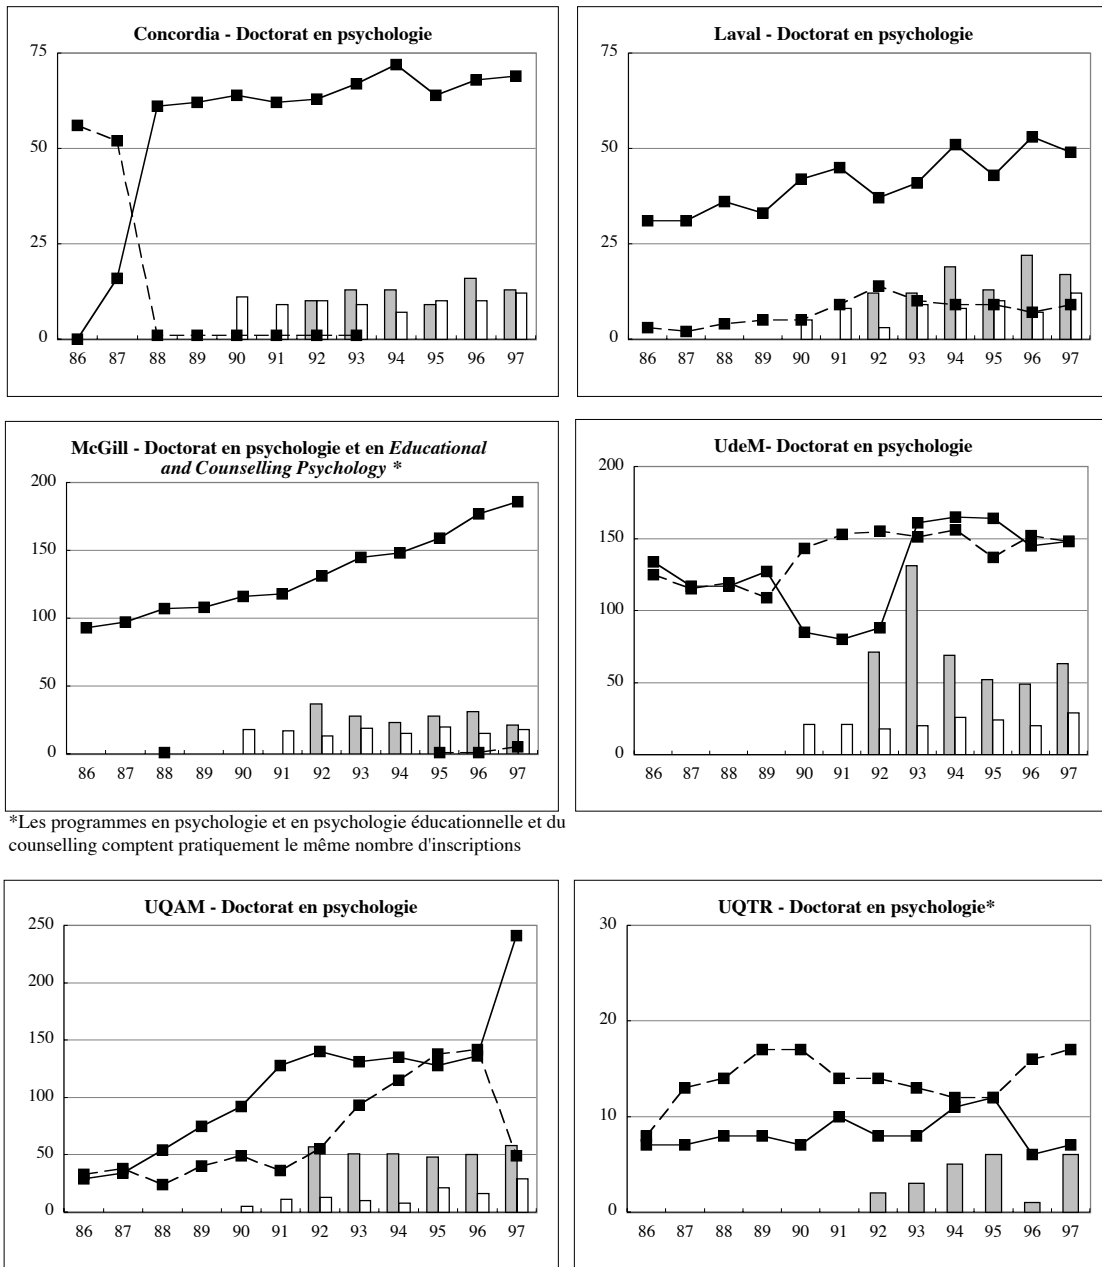 Concordia - Doctorat en psychologie
75
50
25
0
86 87 88 89 90 91 92 93 94 95 96 97
Laval - Doctorat en psychologie
75
50
25
0
86 87 88 89 90 91 92 93 94 95 96 97
McGill - Doctorat en psychologie et en Educational
and Counselling Psychology *
200
150
100
50
0
86 87 88 89 90 91 92 93 94 95 96 97
UdeM- Doctorat en psychologie
200
150
100
50
0
86 87 88 89 90 91 92 93 94 95 96 97
*Les programmes en psychologie et en psychologie éducationnelle et du
counselling comptent pratiquement le même nombre d'inscriptions
UQAM - Doctorat en psychologie
250
200
150
100
50
0
86 87 88 89 90 91 92 93 94 95 96 97
UQTR - Doctorat en psychologie*
30
20
10
0
86 87 88 89 90 91 92 93 94 95 96 97